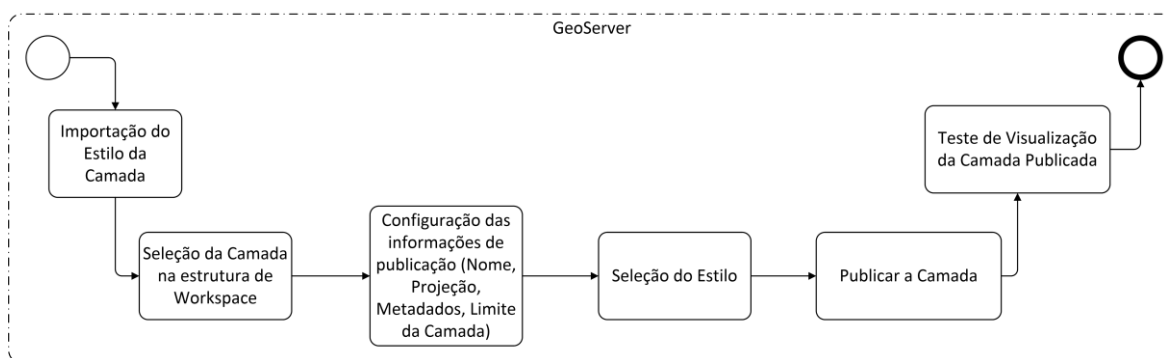 GeoServer
Importação do
Estilo da
Camada
Seleção da Camada
na estrutura de
Workspace
Configuração das
informações de
publicação (Nome,
Projeção,
Metadados, Limite
da Camada)
Seleção do Estilo
Publicar a Camada
Teste de Visualização
da Camada Publicada